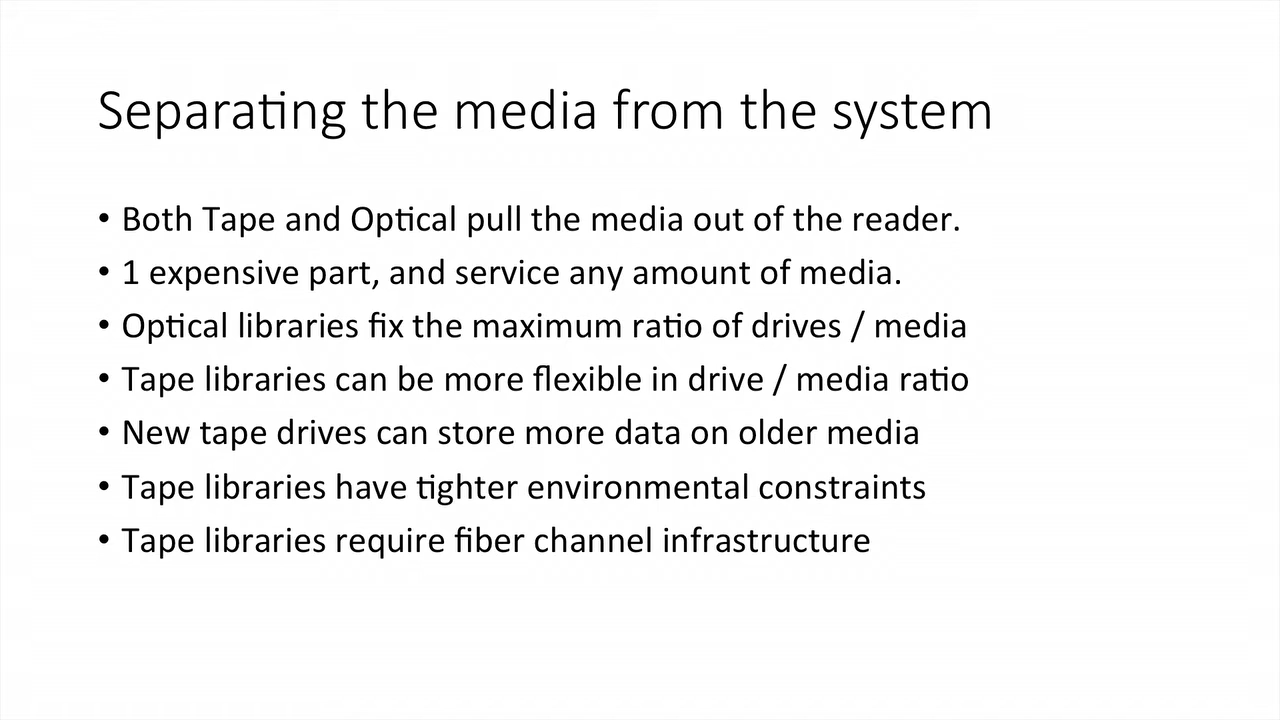 Separating the media from the system
• Both Tape and Optical pull the media out of the reader.
• 1 expensive part, and service any amount of media.
• Optical libraries fix the maximum ratio of drives / media
• Tape libraries can be more flexible in drive / media ratio
• New tape drives can store more data on older media
• Tape libraries have tighter environmental constraints
• Tape libraries require fiber channel infrastructure